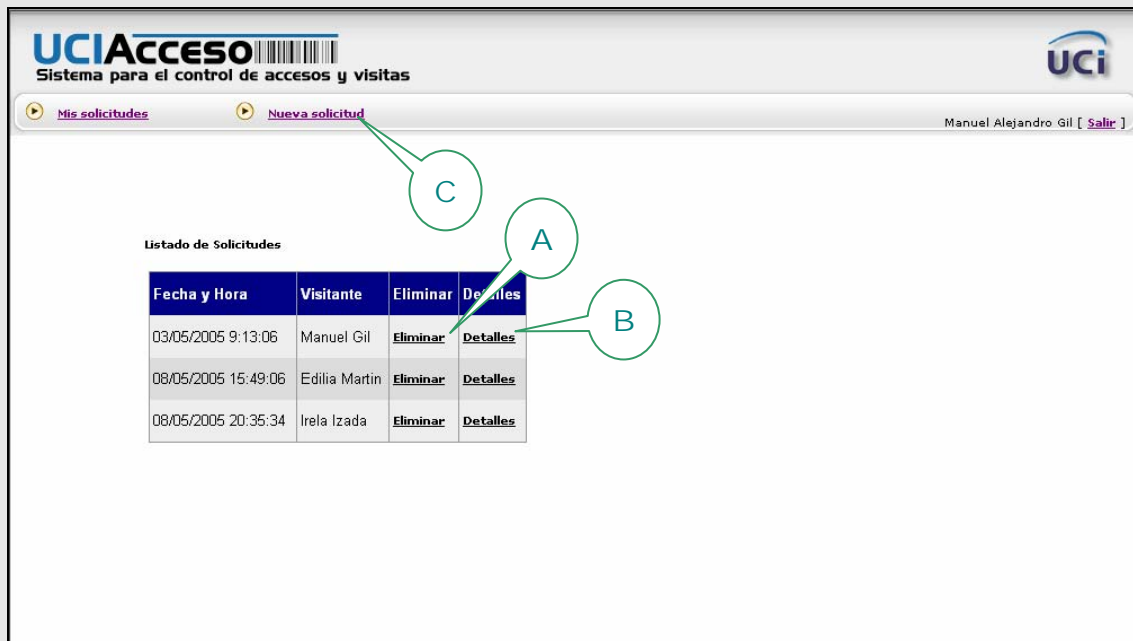 UCIAcceso
UCi
Sistema para el control de accesos y visitas
Mis solicitudes Nueva solicitud
Manuel Alejandro Gil [ Salir ]
C
A
Listado de Solicitudes
Fecha y Hora Visitante Eliminar Detalles
B
03/05/2005 9:13:06 Manuel Gil Eliminar Detalles
08/05/2005 15:49:06 Edilia Martin Eliminar Detalles
08/05/2005 20:35:34 Irela Izada Eliminar Detalles